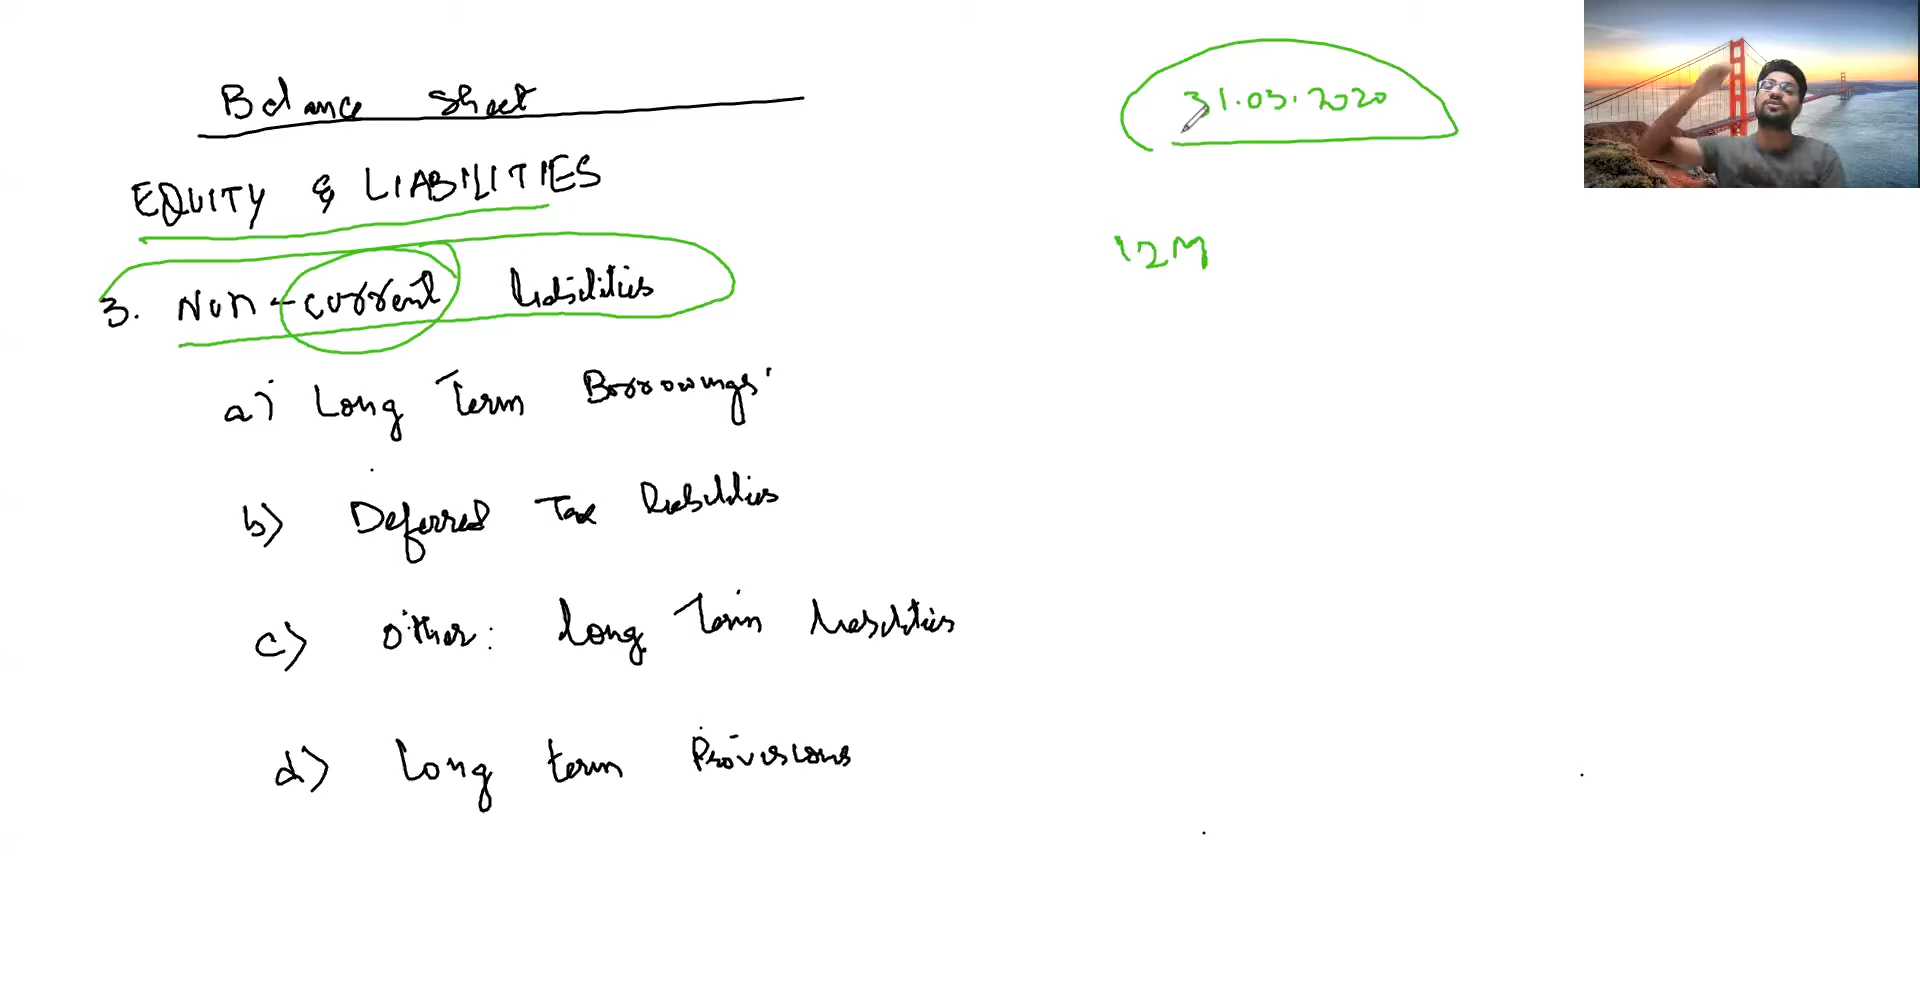 Balance Sheet
31.03.2020
EQUITY & LIABILITIES
12M
3. Non-current liabilities
a) Long Term Borrowings
b) Deferred Tax Liabilities
c) Other: Long Term Liabilities
d) Long term Provisions